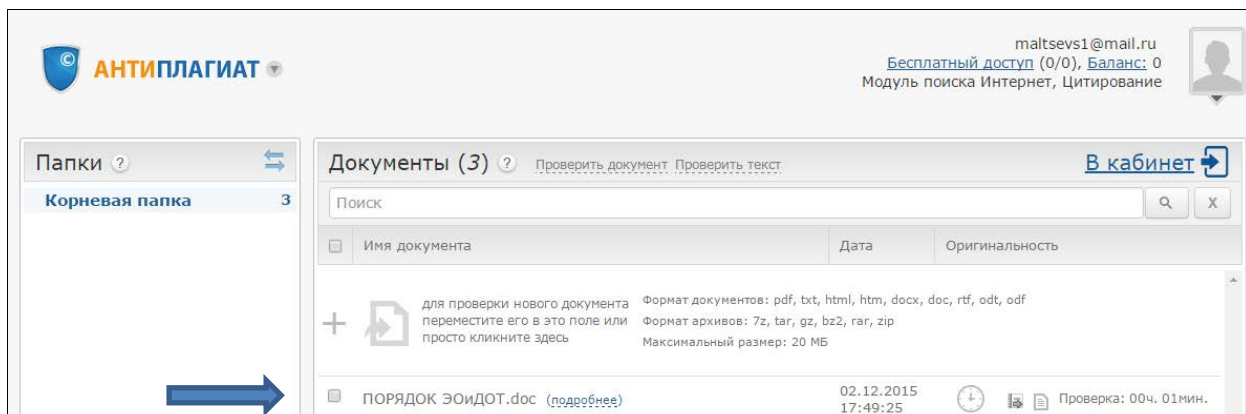 maltsevs1@mail.ru
Бесплатный доступ (0/0), Баланс: 0
© АНТИПЛАГИАТ
Модуль поиска Интернет, Цитирование
Папки ?
Документы (3) ? Проверить документ Проверить текст В кабинет
Корневая папка 3
Поиск X
Имя документа Дата Оригинальность
для проверки нового документа
переместите его в это поле или
просто кликните здесь
Формат документов: pdf, txt, html, htm, docx, doc, rtf, odt, odf
Формат архивов: 7z, tar, gz, bz2, rar, zip
Максимальный размер: 20 МБ
ПОРЯДОК ЭОиДОТ.doc (подробнее)
02.12.2015
17:49:25
Проверка: 00ч. 01мин.